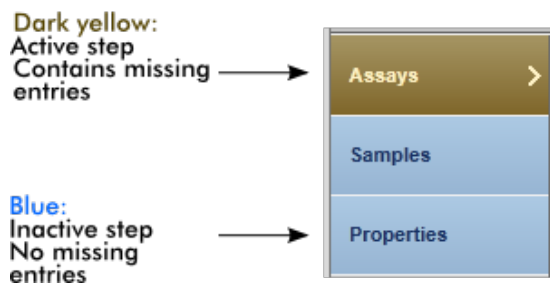 Dark yellow:
Active step
Contains missing
entries
Assays
Samples
Blue:
Inactive step
No missing
entries
Properties